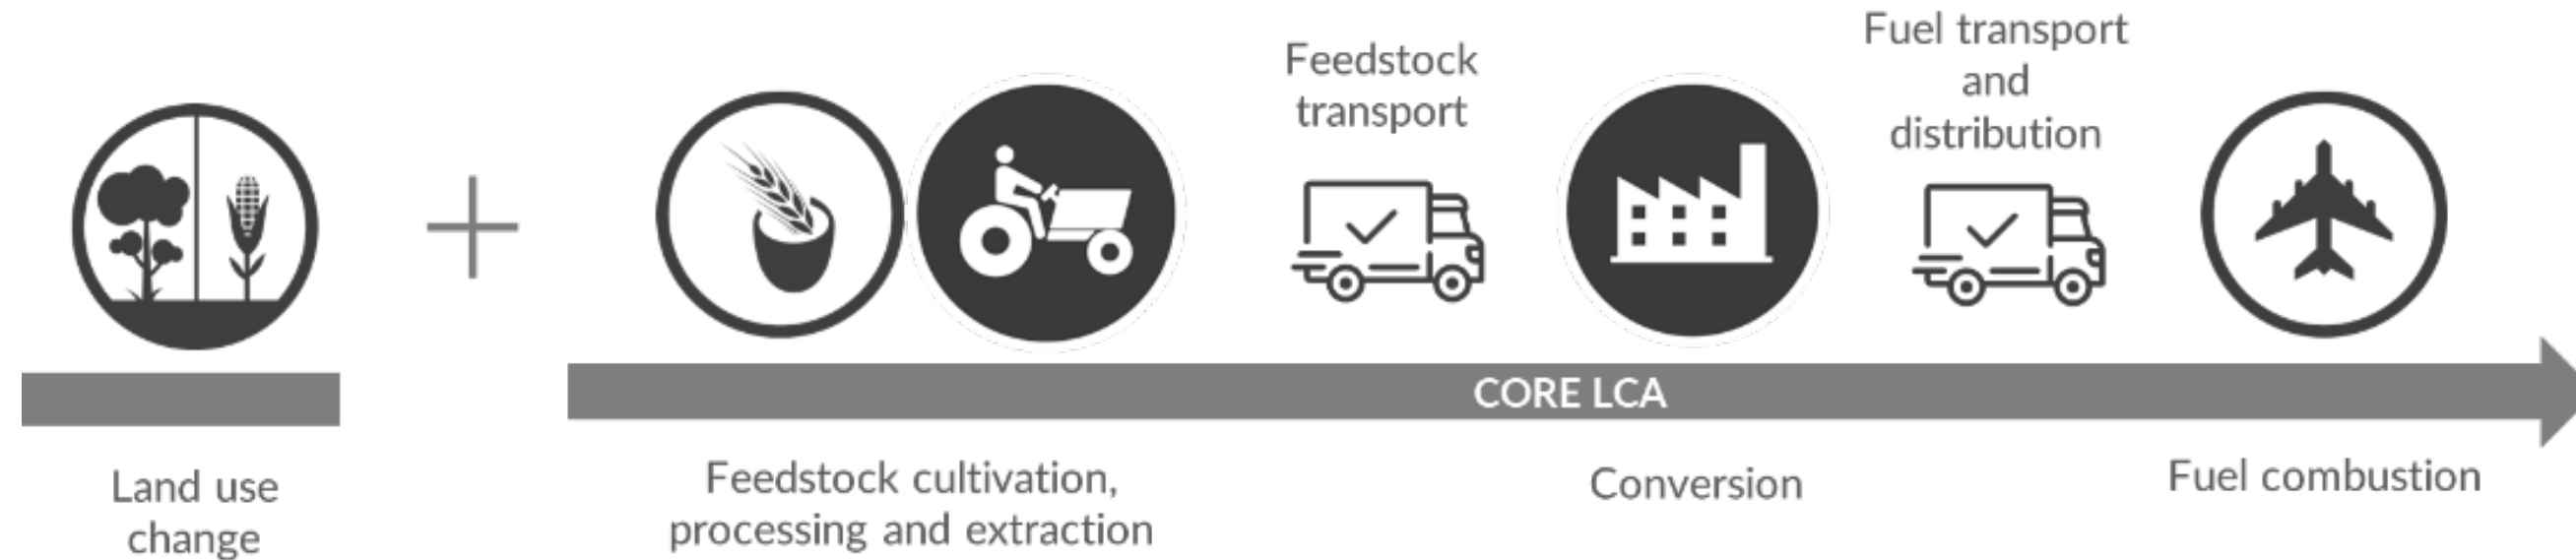 Land use
change
Feedstock cultivation,
processing and extraction
Feedstock
transport
CORE LCA
Conversion
Fuel transport
and
distribution
Fuel combustion